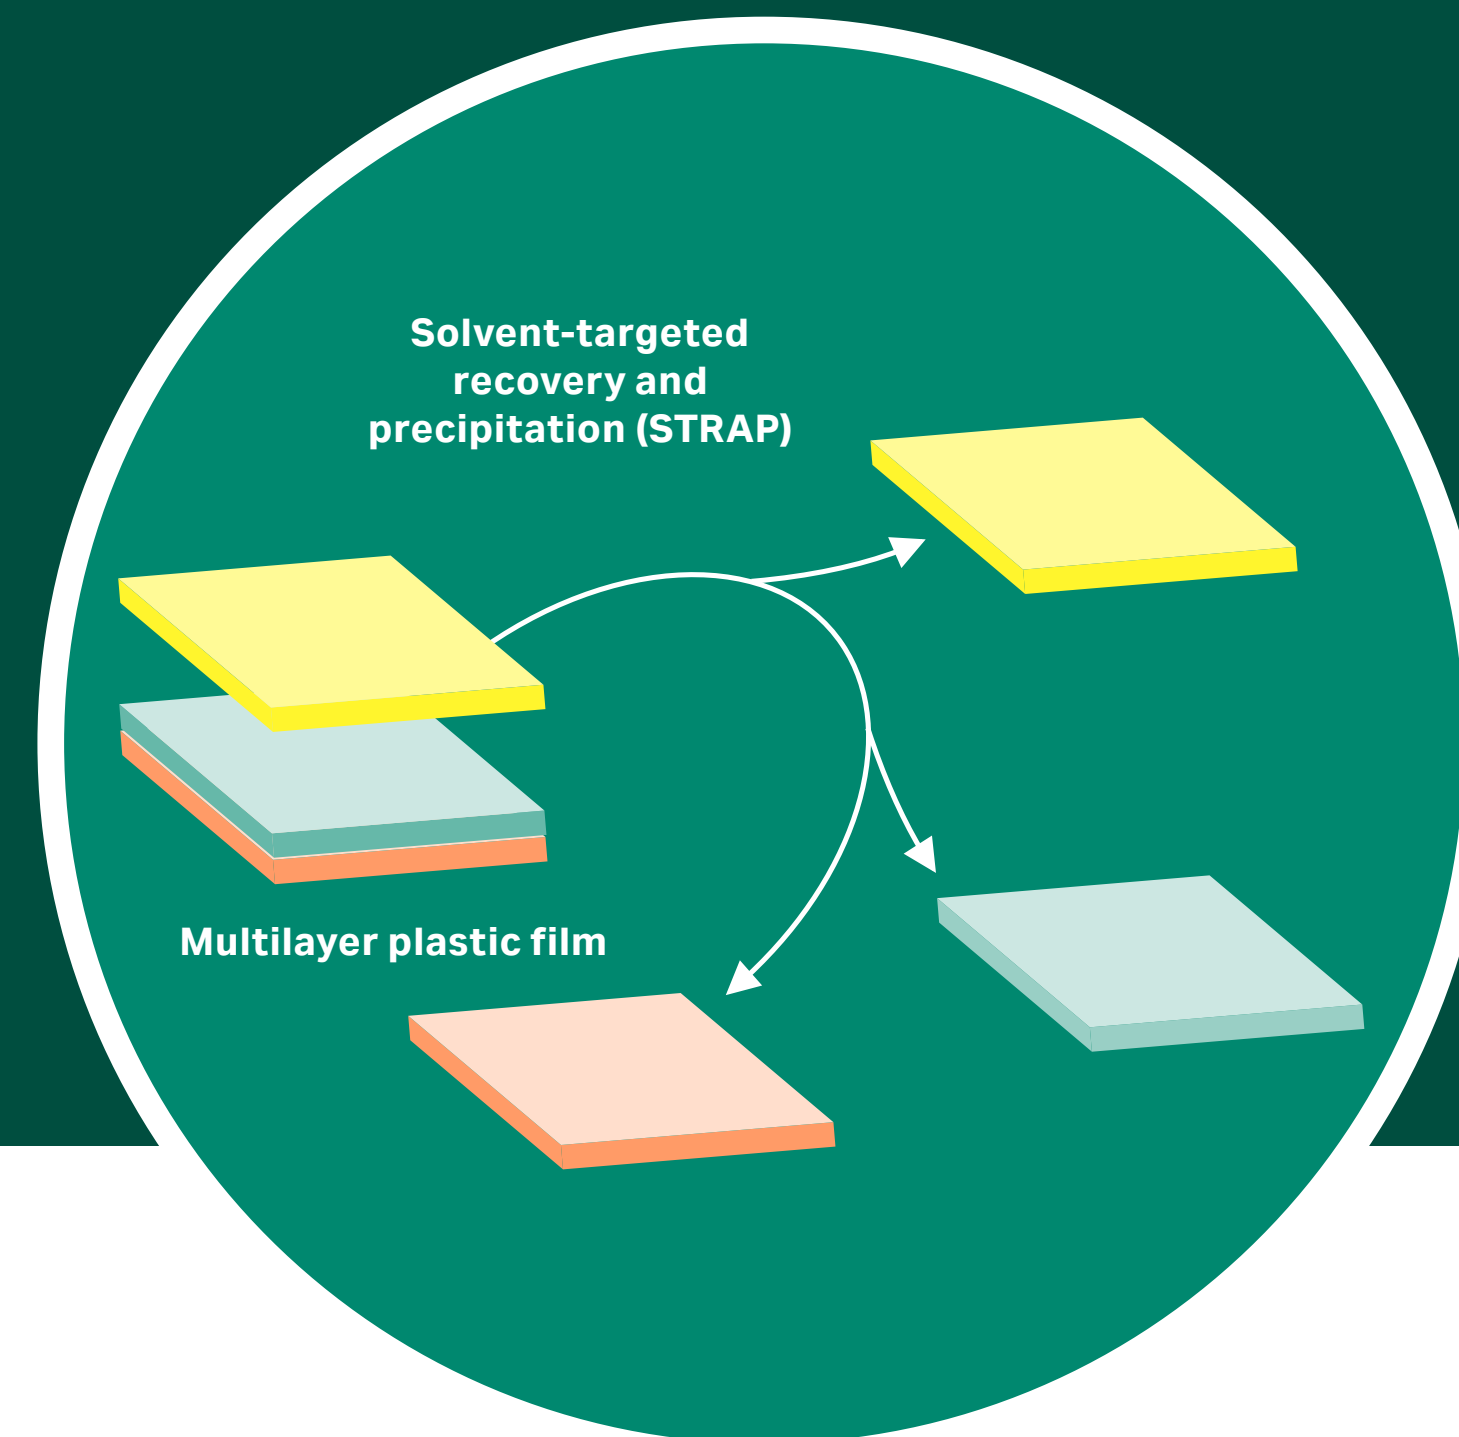 Solvent-targeted
recovery and
precipitation (STRAP)
Multilayer plastic film